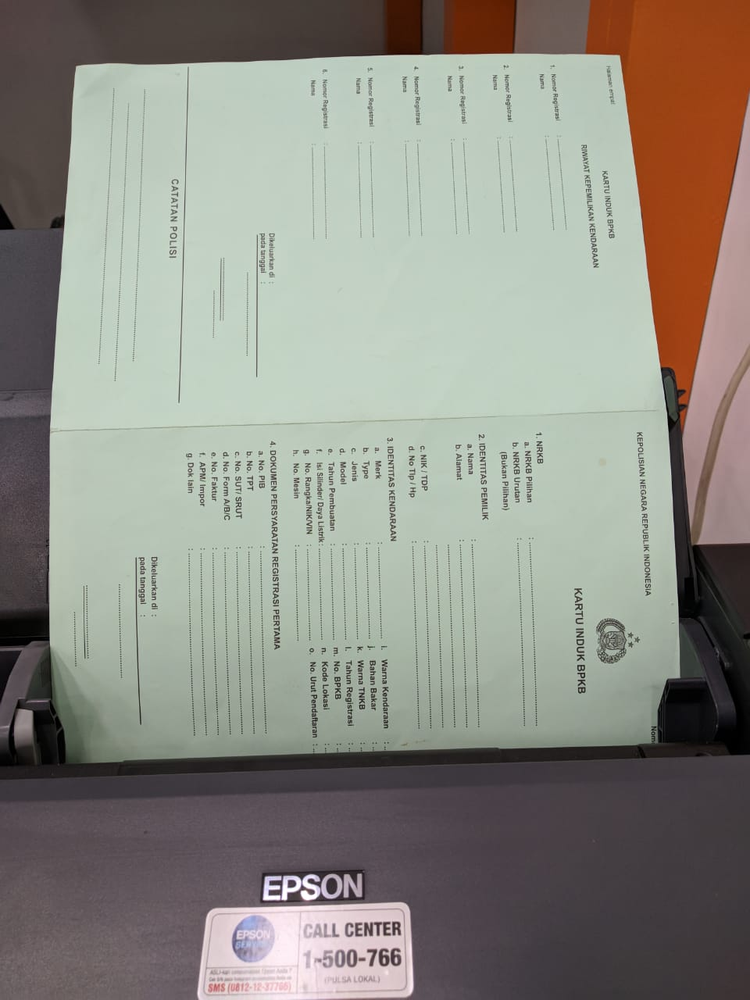 Halaman empat
KARTU INDUK BPKB
RIWAYAT KEPEMILIKAN KENDARAAN
1. Nomor Registrasi :
Nama :
2. Nomor Registrasi :
Nama :
3. Nomor Registrasi :
Nama :
4. Nomor Registrasi :
Nama :
5. Nomor Registrasi :
Nama :
6. Nomor Registrasi :
Nama :
Dikeluarkan di :
pada tanggal :
CATATAN POLISI
KEPOLISIAN NEGARA REPUBLIK INDONESIA
KARTU INDUK BPKB
1. NRKB
a. NRKB Pilihan :
b. NRKB Urutan :
(Bukan Pilihan)
2. IDENTITAS PEMILIK
a. Nama :
b. Alamat :
c. NIK / TDP :
d. No Tlp / Hp :
3. IDENTITAS KENDARAAN
a. Merk :
b. Type :
c. Jenis :
d. Model :
e. Tahun Pembuatan :
f. Isi Silinder/ Daya Listrik :
g. No. Rangka/NIK/VIN :
h. No. Mesin :
i. Warna Kendaraan :
j. Bahan Bakar :
k. Warna TNKB :
l. Tahun Registrasi :
m. No. BPKB :
n. Kode Lokasi :
o. No. Urut Pendaftaran :
4. DOKUMEN PERSYARATAN REGISTRASI PERTAMA
a. No. PIB :
b. No. TPT :
c. No. SUT/ SRUT :
d. No. Form A/B/C :
e. No. Faktur :
f. APM/ Impor :
g. Dok lain :
Dikeluarkan di :
pada tanggal :
EPSON
EPSON
SERVICE
CALL CENTER
1-500-766
(PULSA LOKAL)
SMS (0812-12-37766)